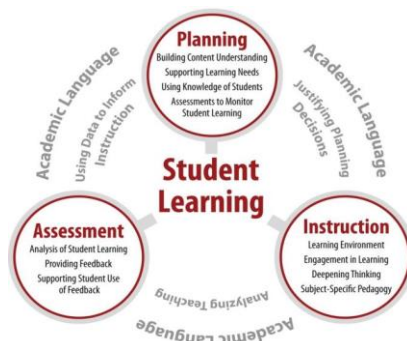 Planning
Building Content Understanding
Supporting Learning Needs
Using Knowledge of Students
Assessments to Monitor
Student Learning
Academic Language
Using Data to Inform
Instruction
Academic Language
Justifying Planning
Decisions
Student
Learning
Assessment
Analysis of Student Learning
Providing Feedback
Supporting Student Use
of Feedback
Instruction
Learning Environment
Engagement in Learning
Deepening Thinking
Subject-Specific Pedagogy
Analyzing Teaching
Academic Language